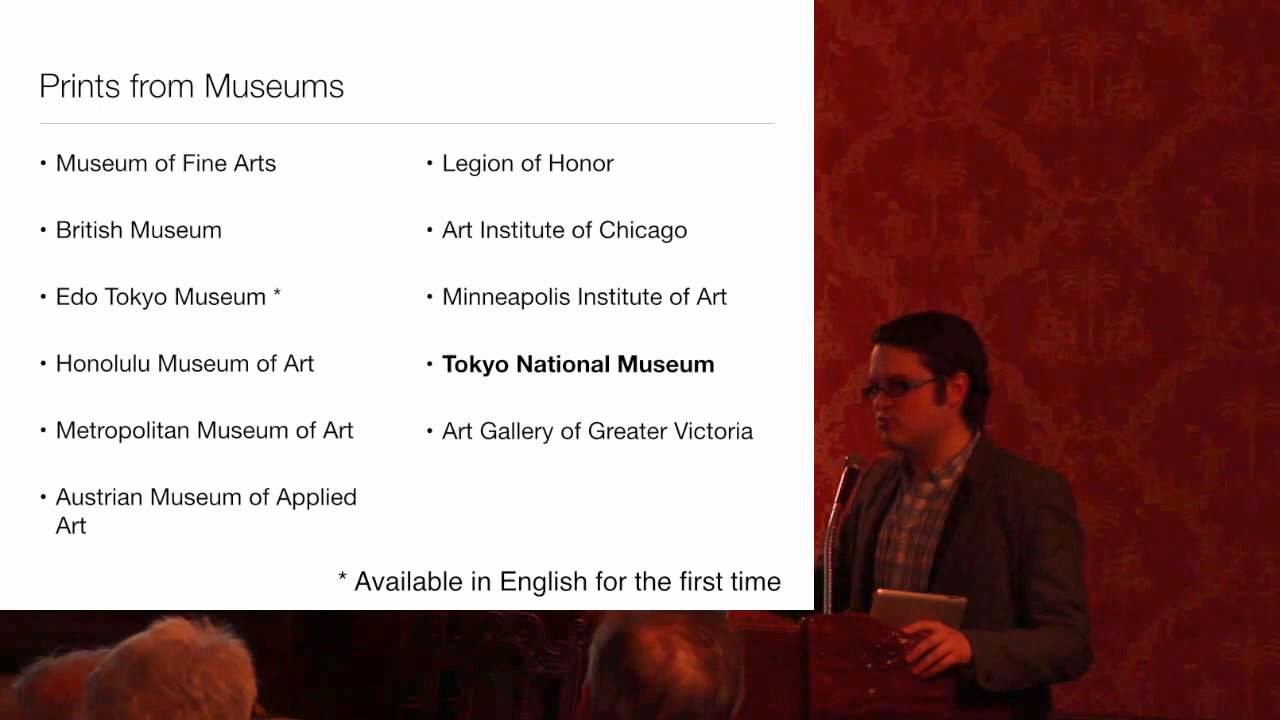 Prints from Museums
• Museum of Fine Arts
• British Museum
• Edo Tokyo Museum *
• Honolulu Museum of Art
• Metropolitan Museum of Art
• Austrian Museum of Applied
Art
• Legion of Honor
• Art Institute of Chicago
• Minneapolis Institute of Art
• Tokyo National Museum
• Art Gallery of Greater Victoria
* Available in English for the first time